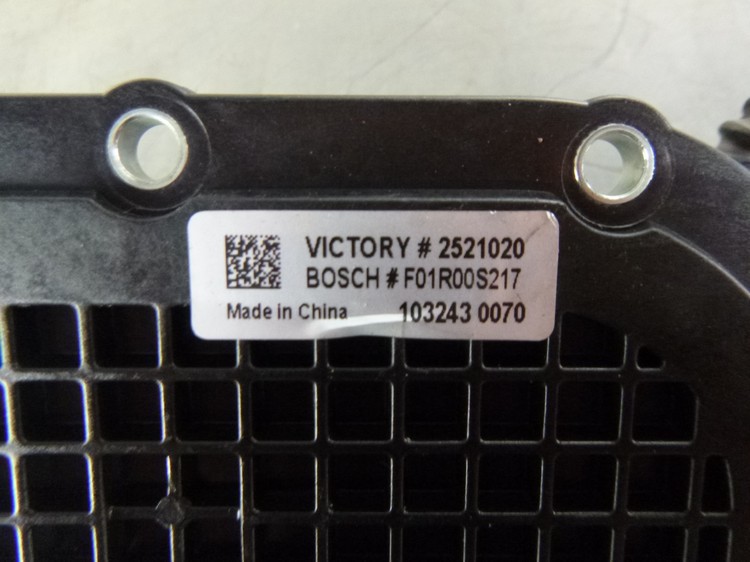 VICTORY # 2521020
BOSCH # F01R00S217
Made in China 103243 0070